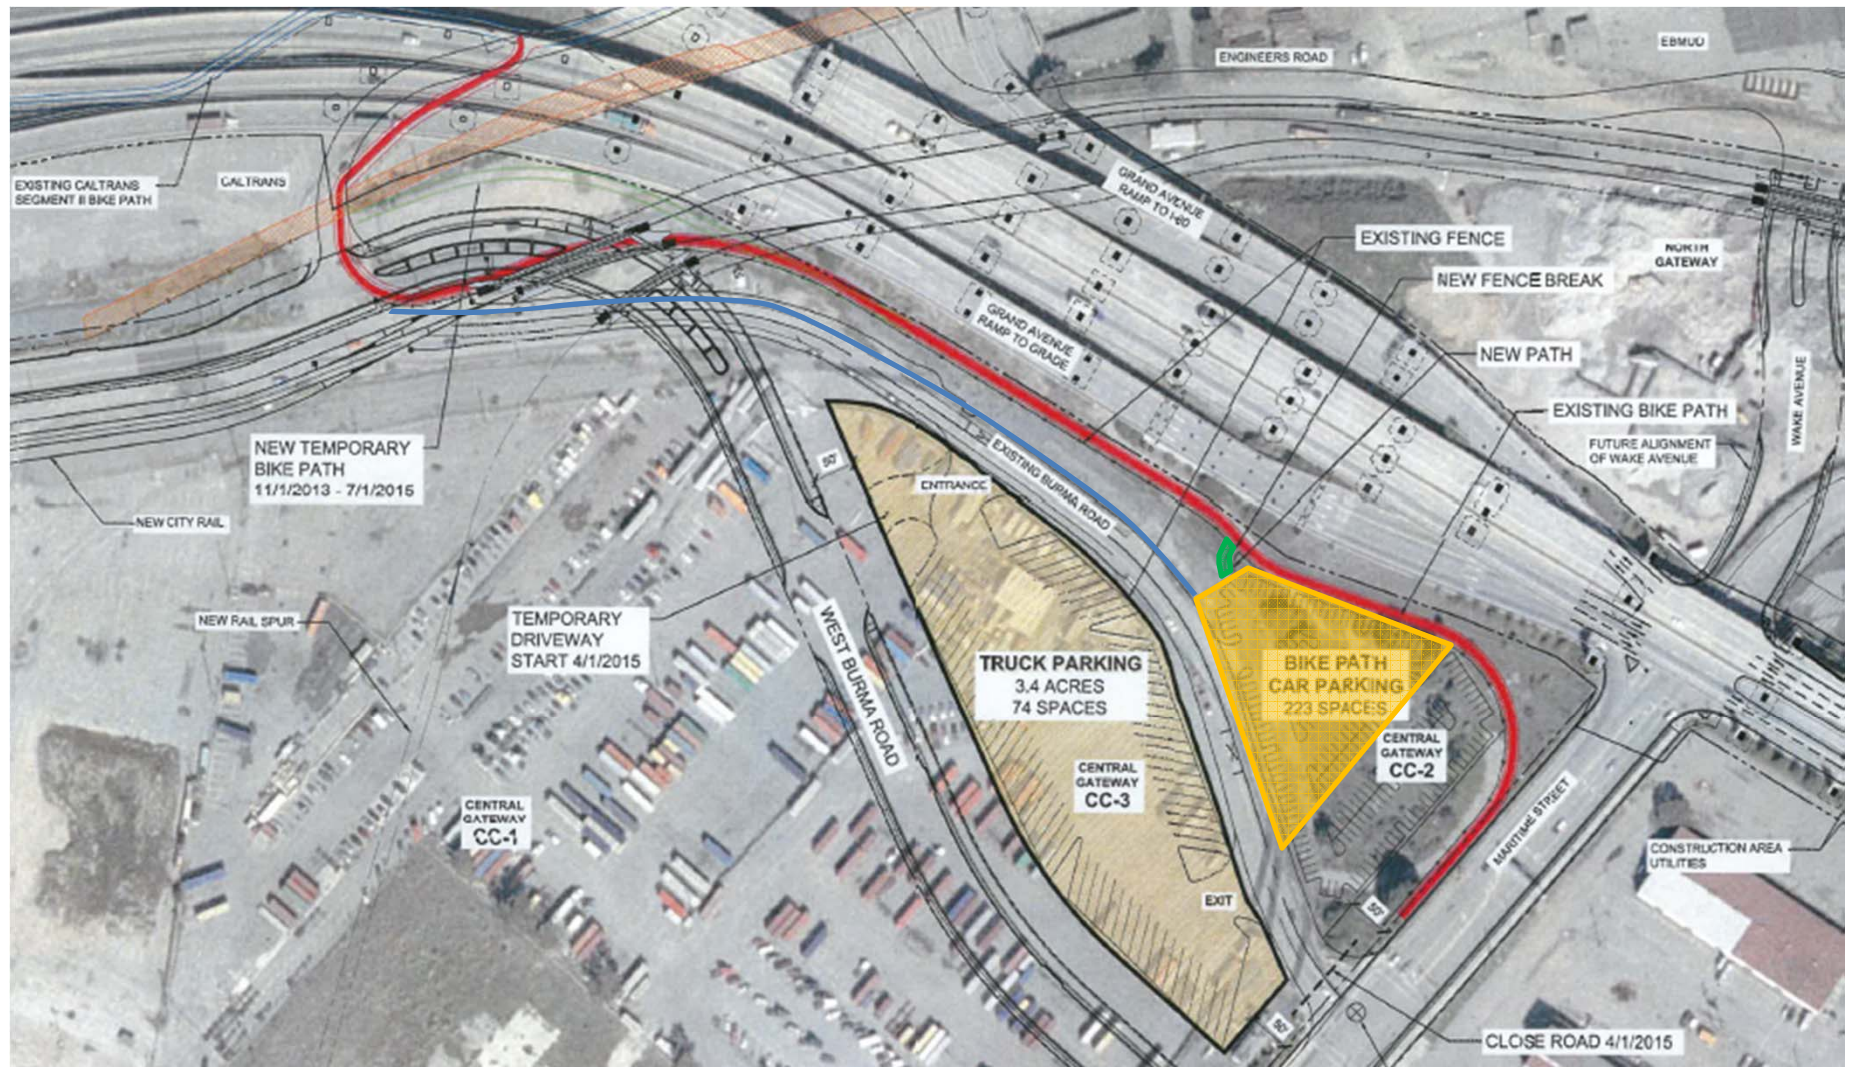 EBMUD
ENGINEERS ROAD
EXISTING CALTRANS
SEGMENT II BIKE PATH
CALTRANS
GRAND AVENUE
RAMP TO I-80
EXISTING FENCE
NORTH
GATEWAY
NEW FENCE BREAK
GRAND AVENUE
RAMP TO GRADE
NEW PATH
EXISTING BIKE PATH
WAKE AVENUE
FUTURE ALIGNMENT
OF WAKE AVENUE
NEW TEMPORARY
BIKE PATH
11/1/2013 - 7/1/2015
50'
ENTRANCE
EXISTING BURMA ROAD
NEW CITY RAIL
NEW RAIL SPUR
TEMPORARY
DRIVEWAY
START 4/1/2015
WEST BURMA ROAD
TRUCK PARKING
3.4 ACRES
74 SPACES
BIKE PATH
CAR PARKING
223 SPACES
CENTRAL
GATEWAY
CC-2
CENTRAL
GATEWAY
CC-3
CENTRAL
GATEWAY
CC-1
MARITIME STREET
CONSTRUCTION AREA
UTILITIES
EXIT
50'
50'
CLOSE ROAD 4/1/2015